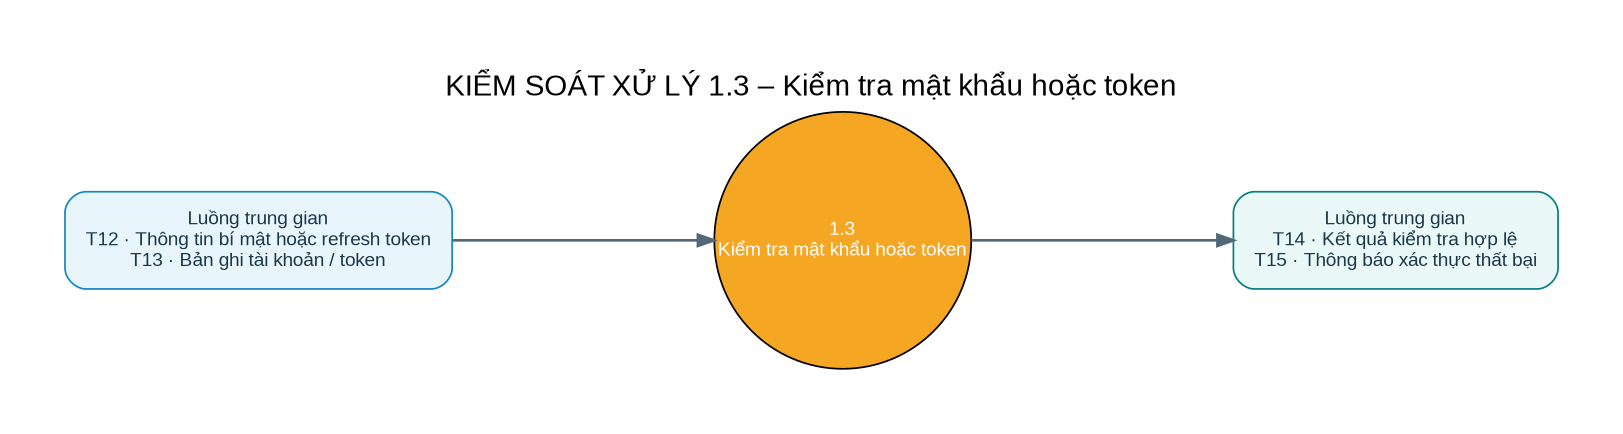 KIỂM SOÁT XỬ LÝ 1.3 – Kiểm tra mật khẩu hoặc token
Luồng trung gian
T12 · Thông tin bí mật hoặc refresh token
T13 · Bản ghi tài khoản / token
1.3
Kiểm tra mật khẩu hoặc token
Luồng trung gian
T14 · Kết quả kiểm tra hợp lệ
T15 · Thông báo xác thực thất bại